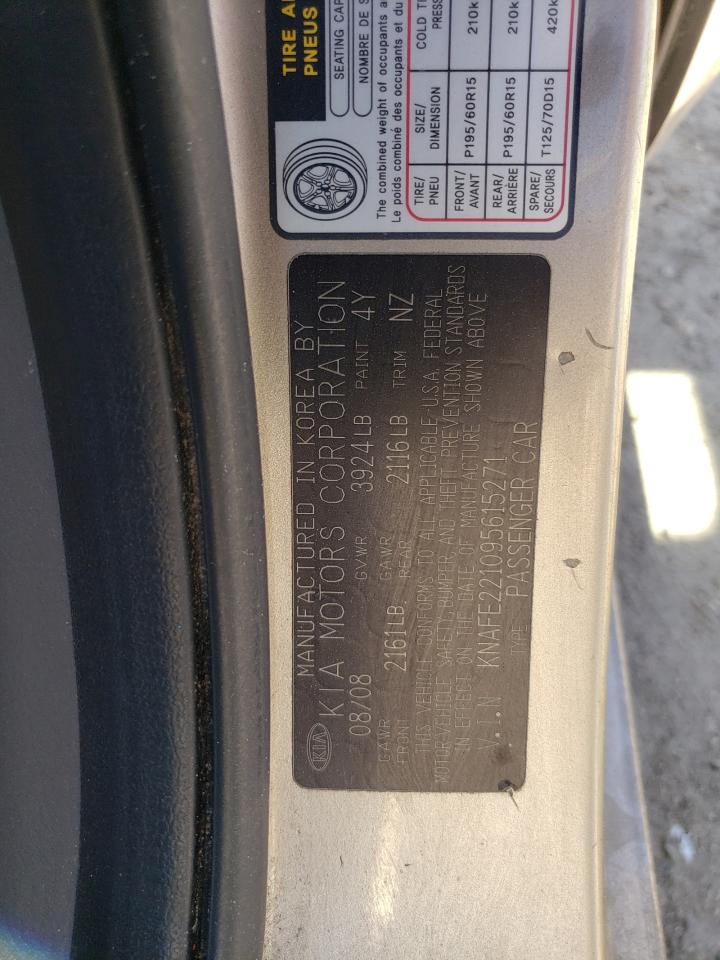 TIRE A
PNEUS
SEATING CAP
NOMBRE DE S
The combined weight of occupants a
Le poids combiné des occupants et du
TIRE/ PNEU SIZE/ DIMENSION COLD TI PRESS
FRONT/ AVANT P195/60R15 210k
REAR/ ARRIÈRE P195/60R15 210k
SPARE/ SECOURS T125/70D15 420k
KIA
MANUFACTURED IN KOREA BY
KIA MOTORS CORPORATION
08/08 GVWR 3924LB PAINT 4Y
GAWR FRONT 2161LB GAWR REAR 2116LB TRIM NZ
THIS VEHICLE CONFORMS TO ALL APPLICABLE U.S.A. FEDERAL
MOTOR VEHICLE SAFETY, BUMPER, AND THEFT PREVENTION STANDARDS
IN EFFECT ON THE DATE OF MANUFACTURE SHOWN ABOVE
V.I.N KNAFE221095615271
TYPE PASSENGER CAR